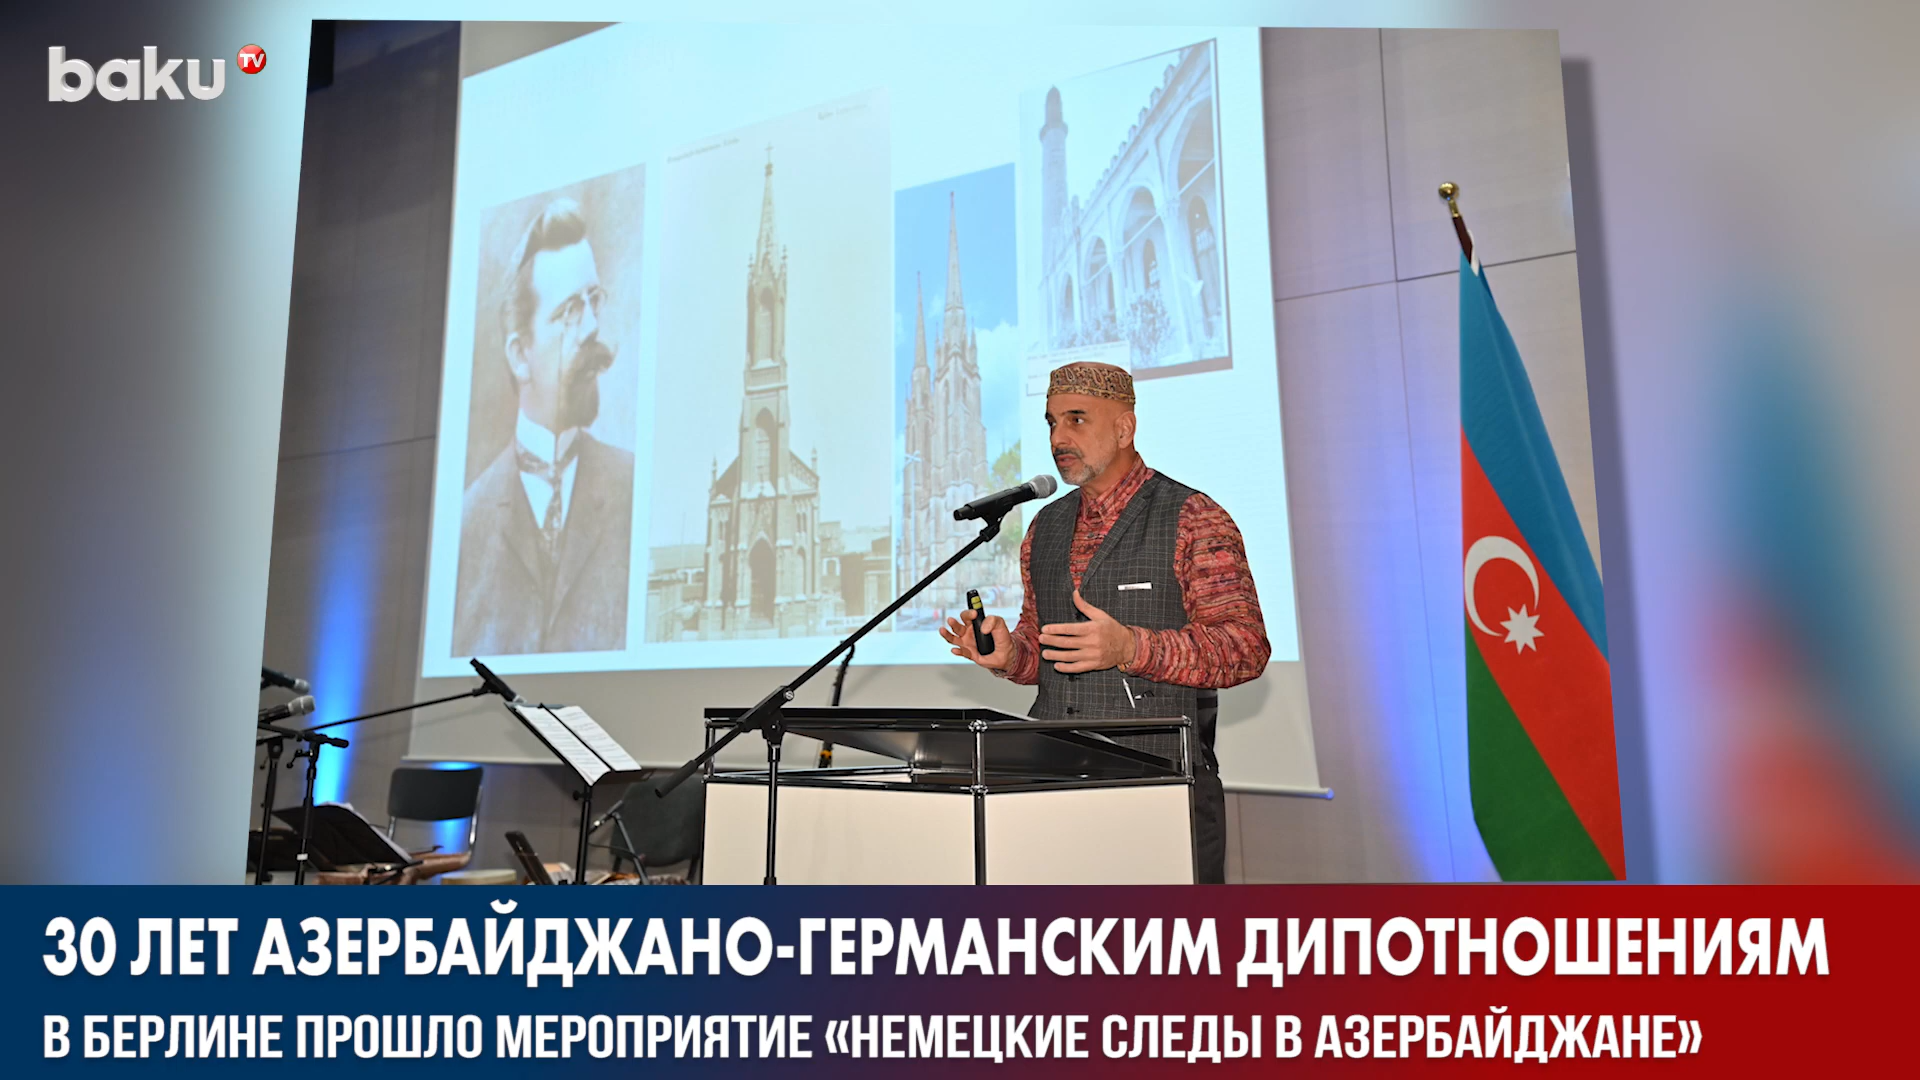 baku TV
30 ЛЕТ АЗЕРБАЙДЖАНО-ГЕРМАНСКИМ ДИПОТНОШЕНИЯМ
В БЕРЛИНЕ ПРОШЛО МЕРОПРИЯТИЕ «НЕМЕЦКИЕ СЛЕДЫ В АЗЕРБАЙДЖАНЕ»